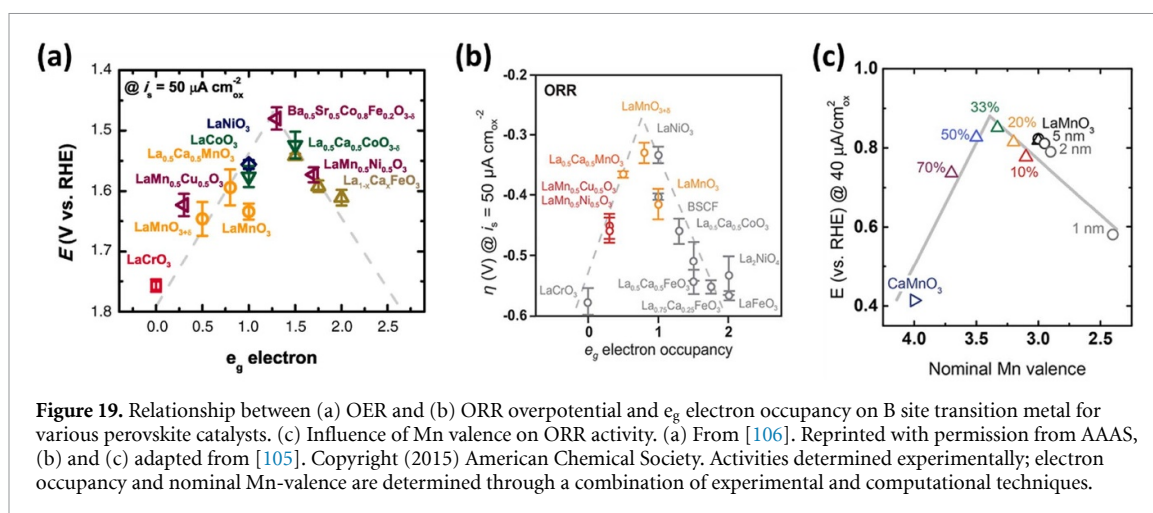 (a)
1.4
1.5
1.6
1.7
1.8
E (V vs. RHE)
@ iₛ = 50 μA cm⁻²ₒₓ
Ba₀.₅Sr₀.₅Co₀.₈Fe₀.₂O₃₋δ
LaNiO₃
LaCoO₃
La₀.₅Ca₀.₅CoO₃₋δ
La₀.₅Ca₀.₅MnO₃
LaMn₀.₅Ni₀.₅O₃
LaMn₀.₅Cu₀.₅O₃
La₁₋ₓCaₓFeO₃
LaMnO₃₊δ
LaMnO₃
LaCrO₃
0.0 0.5 1.0 1.5 2.0 2.5
e_g electron
(b)
-0.2
-0.3
-0.4
-0.5
-0.6
η (V) @ iₛ = 50 μA cmₒₓ⁻²
ORR
LaMnO₃₊δ
LaNiO₃
La₀.₅Ca₀.₅MnO₃
LaMn₀.₅Cu₀.₅O₃
LaMnO₃
LaMn₀.₅Ni₀.₅O₃
BSCF
La₀.₅Ca₀.₅CoO₃
La₂NiO₄
La₀.₅Ca₀.₅FeO₃
LaCrO₃
La₀.₇₅Ca₀.₂₅FeO₃
LaFeO₃
0 1 2
e_g electron occupancy
(c)
1.0
0.8
0.6
0.4
E (vs. RHE) @ 40 μA/cm²ₒₓ
33%
LaMnO₃
50%
20%
5 nm
2 nm
70%
10%
1 nm
CaMnO₃
4.0 3.5 3.0 2.5
Nominal Mn valence
Figure 19. Relationship between (a) OER and (b) ORR overpotential and e_g electron occupancy on B site transition metal for
various perovskite catalysts. (c) Influence of Mn valence on ORR activity. (a) From [106]. Reprinted with permission from AAAS,
(b) and (c) adapted from [105]. Copyright (2015) American Chemical Society. Activities determined experimentally; electron
occupancy and nominal Mn-valence are determined through a combination of experimental and computational techniques.